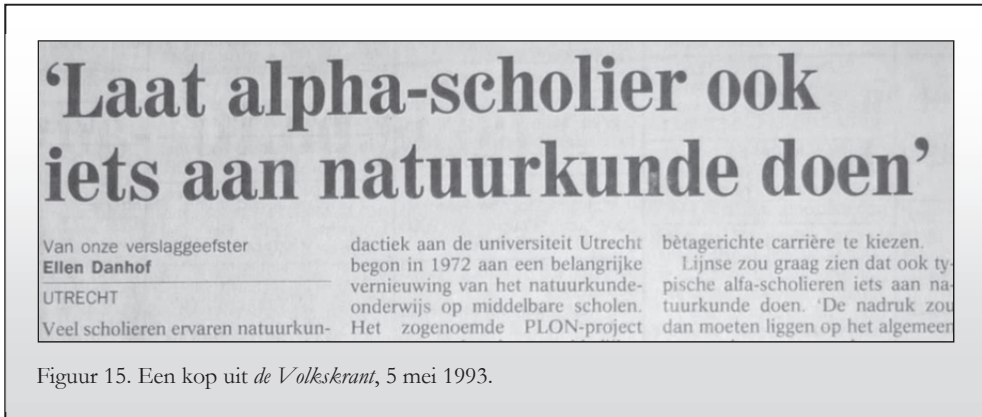 ‘Laat alpha-scholier ook
iets aan natuurkunde doen’
Van onze verslaggeefster
Ellen Danhof
UTRECHT
Veel scholieren ervaren natuurkun-
dactiek aan de universiteit Utrecht
begon in 1972 aan een belangrijke
vernieuwing van het natuurkunde-
onderwijs op middelbare scholen.
Het zogenoemde PLON-project
bètagerichte carrière te kiezen.
Lijnse zou graag zien dat ook ty-
pische alfa-scholieren iets aan na-
tuurkunde doen. ‘De nadruk zou
dan moeten liggen op het algemeen
Figuur 15. Een kop uit de Volkskrant, 5 mei 1993.